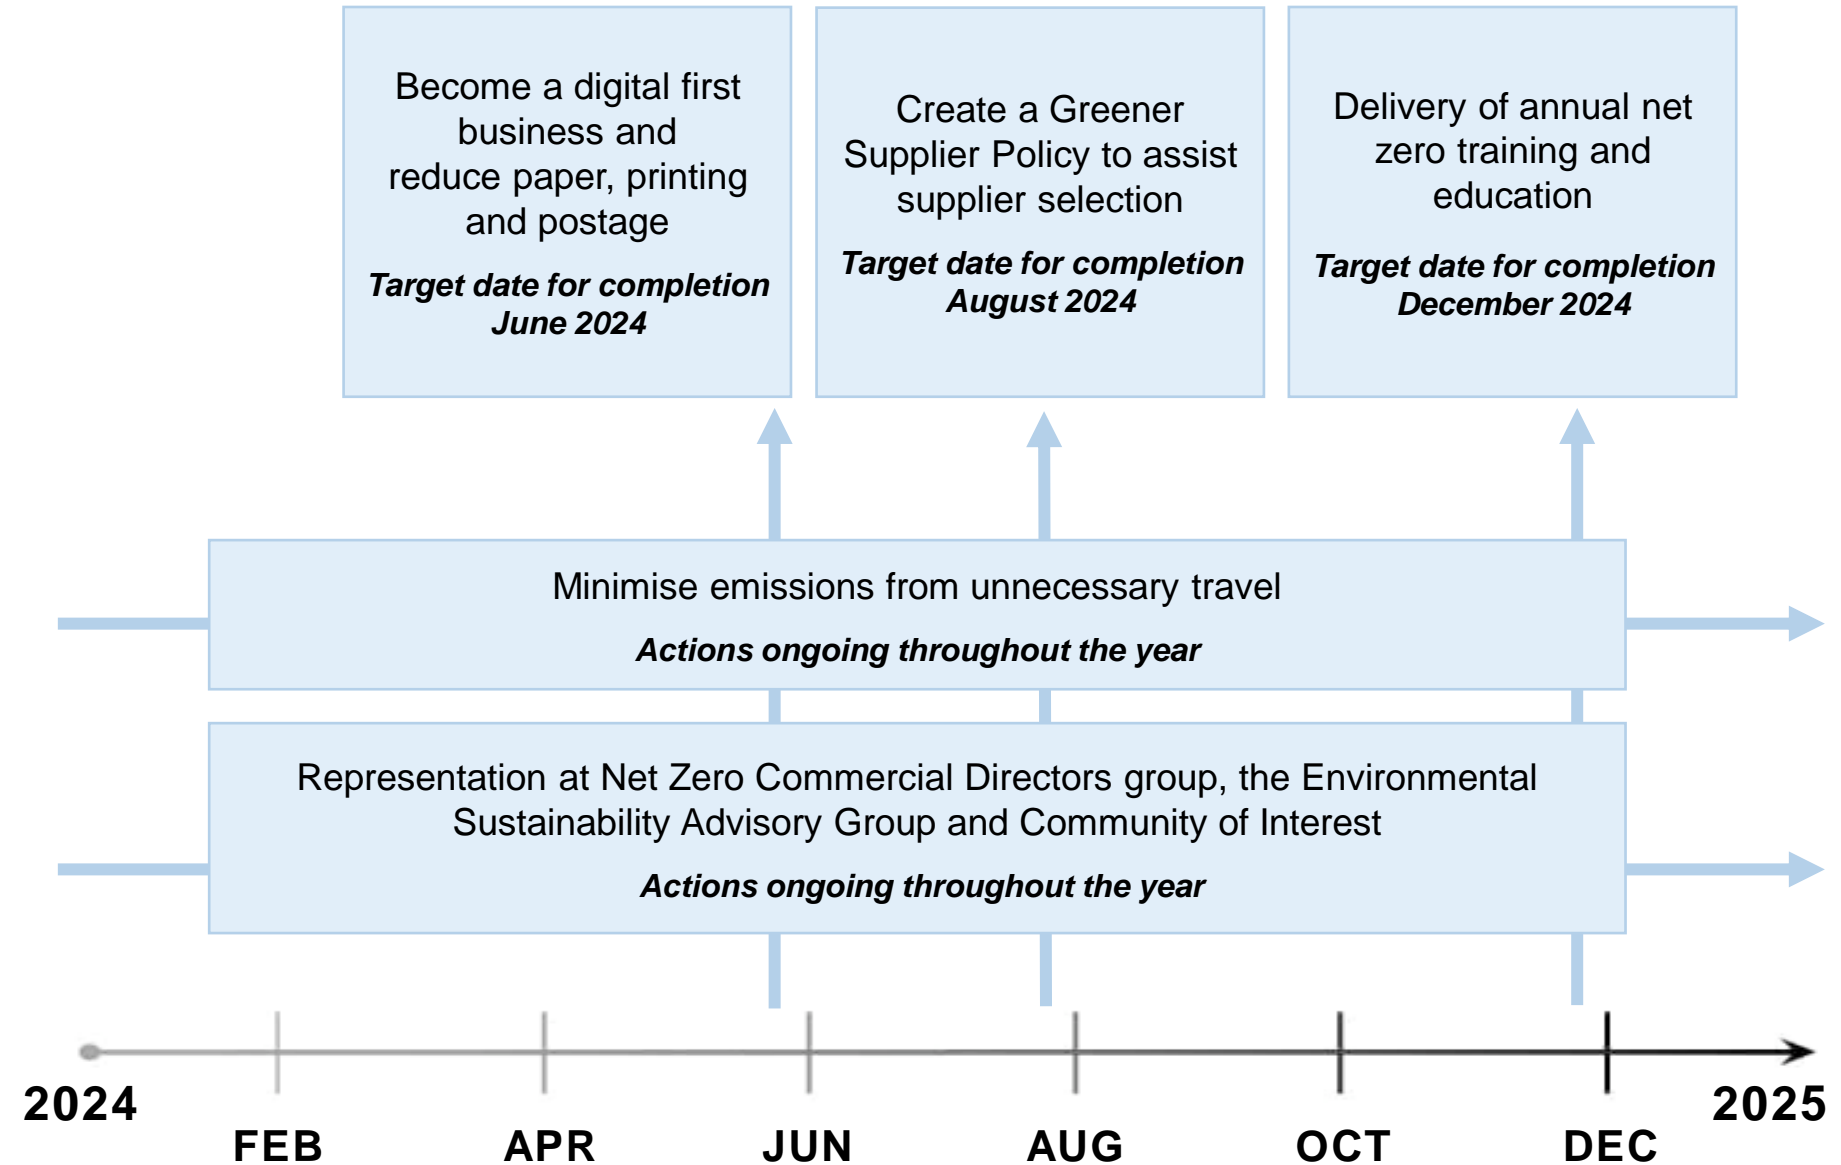 Become a digital first
business and
reduce paper, printing
and postage
Target date for completion
June 2024
Create a Greener
Supplier Policy to assist
supplier selection
Target date for completion
August 2024
Delivery of annual net
zero training and
education
Target date for completion
December 2024
Minimise emissions from unnecessary travel
Actions ongoing throughout the year
Representation at Net Zero Commercial Directors group, the Environmental
Sustainability Advisory Group and Community of Interest
Actions ongoing throughout the year
2024
FEB
APR
JUN
AUG
OCT
DEC
2025